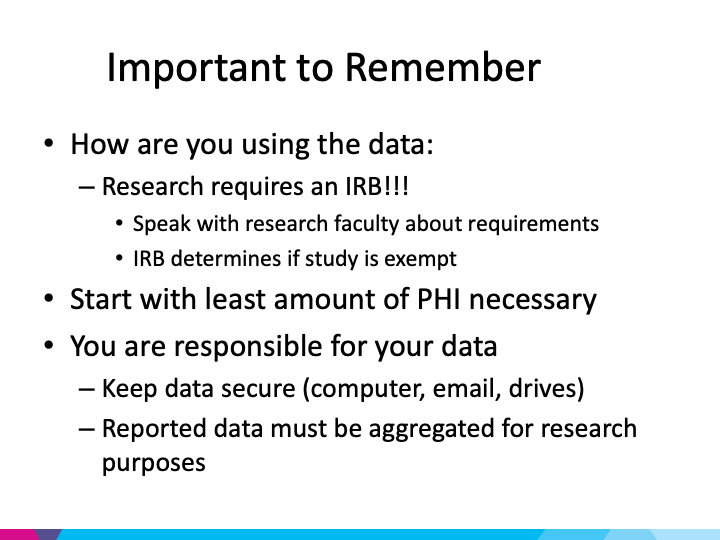 Important to Remember
• How are you using the data:
– Research requires an IRB!!!
• Speak with research faculty about requirements
• IRB determines if study is exempt
• Start with least amount of PHI necessary
• You are responsible for your data
– Keep data secure (computer, email, drives)
– Reported data must be aggregated for research
purposes